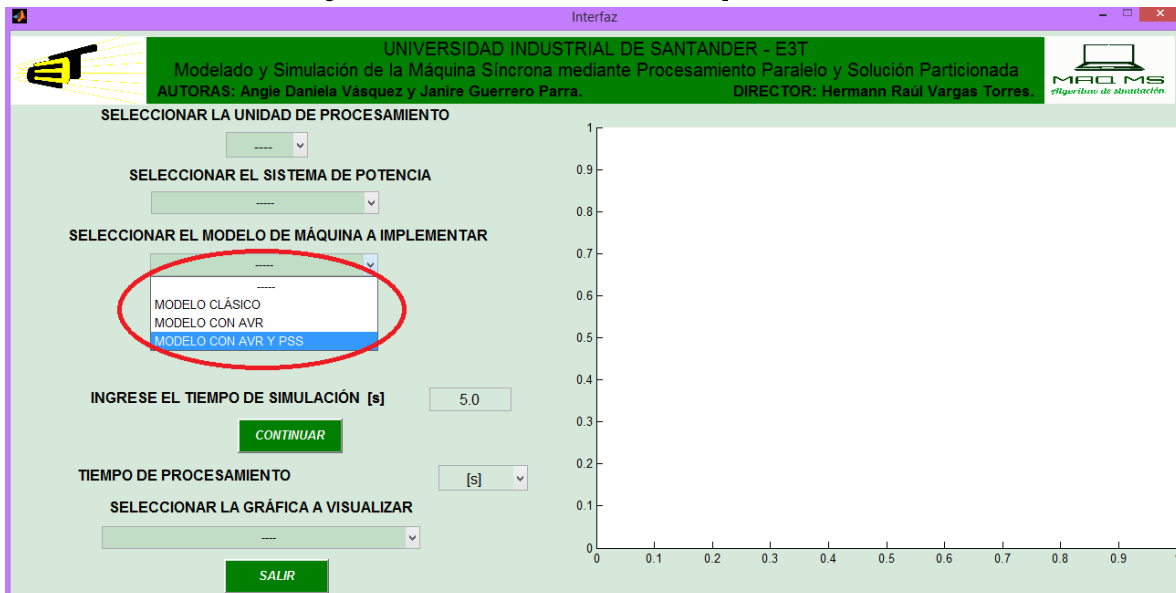 Interfaz
UNIVERSIDAD INDUSTRIAL DE SANTANDER - E3T
Modelado y Simulación de la Máquina Síncrona mediante Procesamiento Paralelo y Solución Particionada
AUTORAS: Angie Daniela Vásquez y Janire Guerrero Parra. DIRECTOR: Hermann Raúl Vargas Torres.
MAQ MS
Algoritmo de simulación.
SELECCIONAR LA UNIDAD DE PROCESAMIENTO
----
SELECCIONAR EL SISTEMA DE POTENCIA
-----
SELECCIONAR EL MODELO DE MÁQUINA A IMPLEMENTAR
-----
-----
MODELO CLÁSICO
MODELO CON AVR
MODELO CON AVR Y PSS
INGRESE EL TIEMPO DE SIMULACIÓN [s] 5.0
CONTINUAR
TIEMPO DE PROCESAMIENTO [s]
SELECCIONAR LA GRÁFICA A VISUALIZAR
----
SALIR
1
0.9
0.8
0.7
0.6
0.5
0.4
0.3
0.2
0.1
0
0 0.1 0.2 0.3 0.4 0.5 0.6 0.7 0.8 0.9